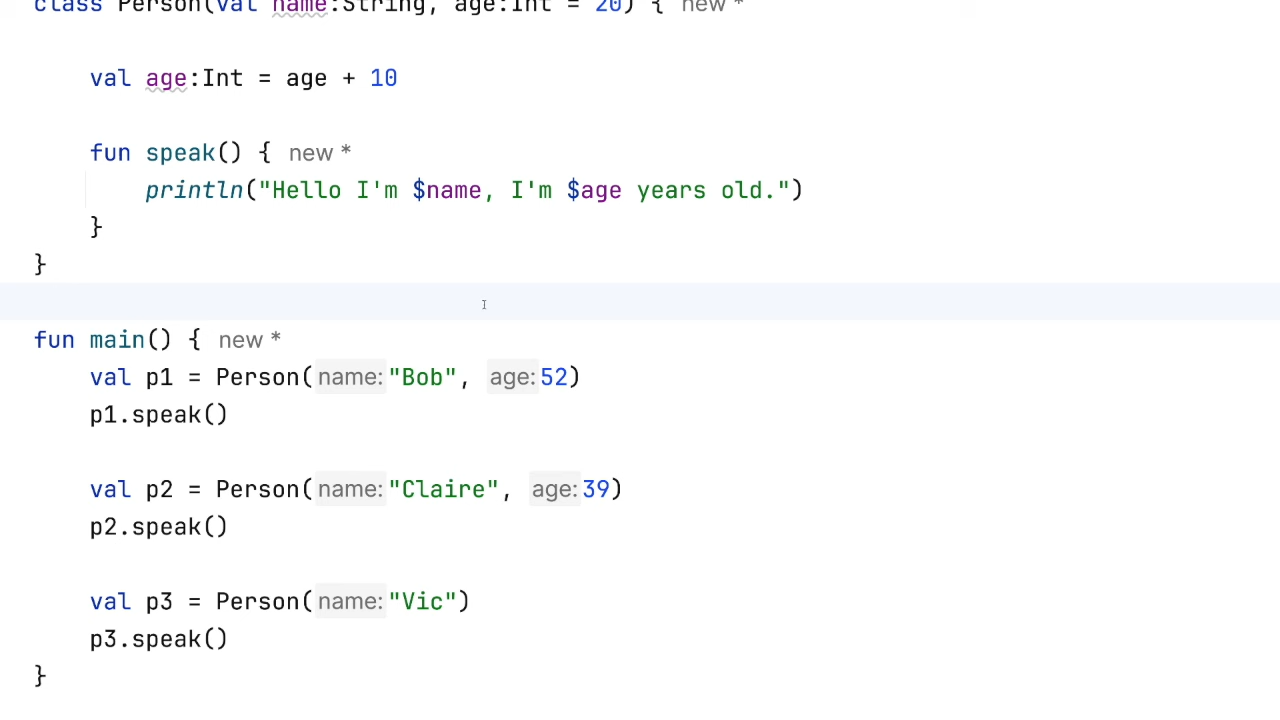 class Person(val name:String, age:Int = 20) { new *
val age:Int = age + 10
fun speak() { new *
println("Hello I'm $name, I'm $age years old.")
}
}
fun main() { new *
val p1 = Person( name: "Bob", age: 52)
p1.speak()
val p2 = Person( name: "Claire", age: 39)
p2.speak()
val p3 = Person( name: "Vic")
p3.speak()
}